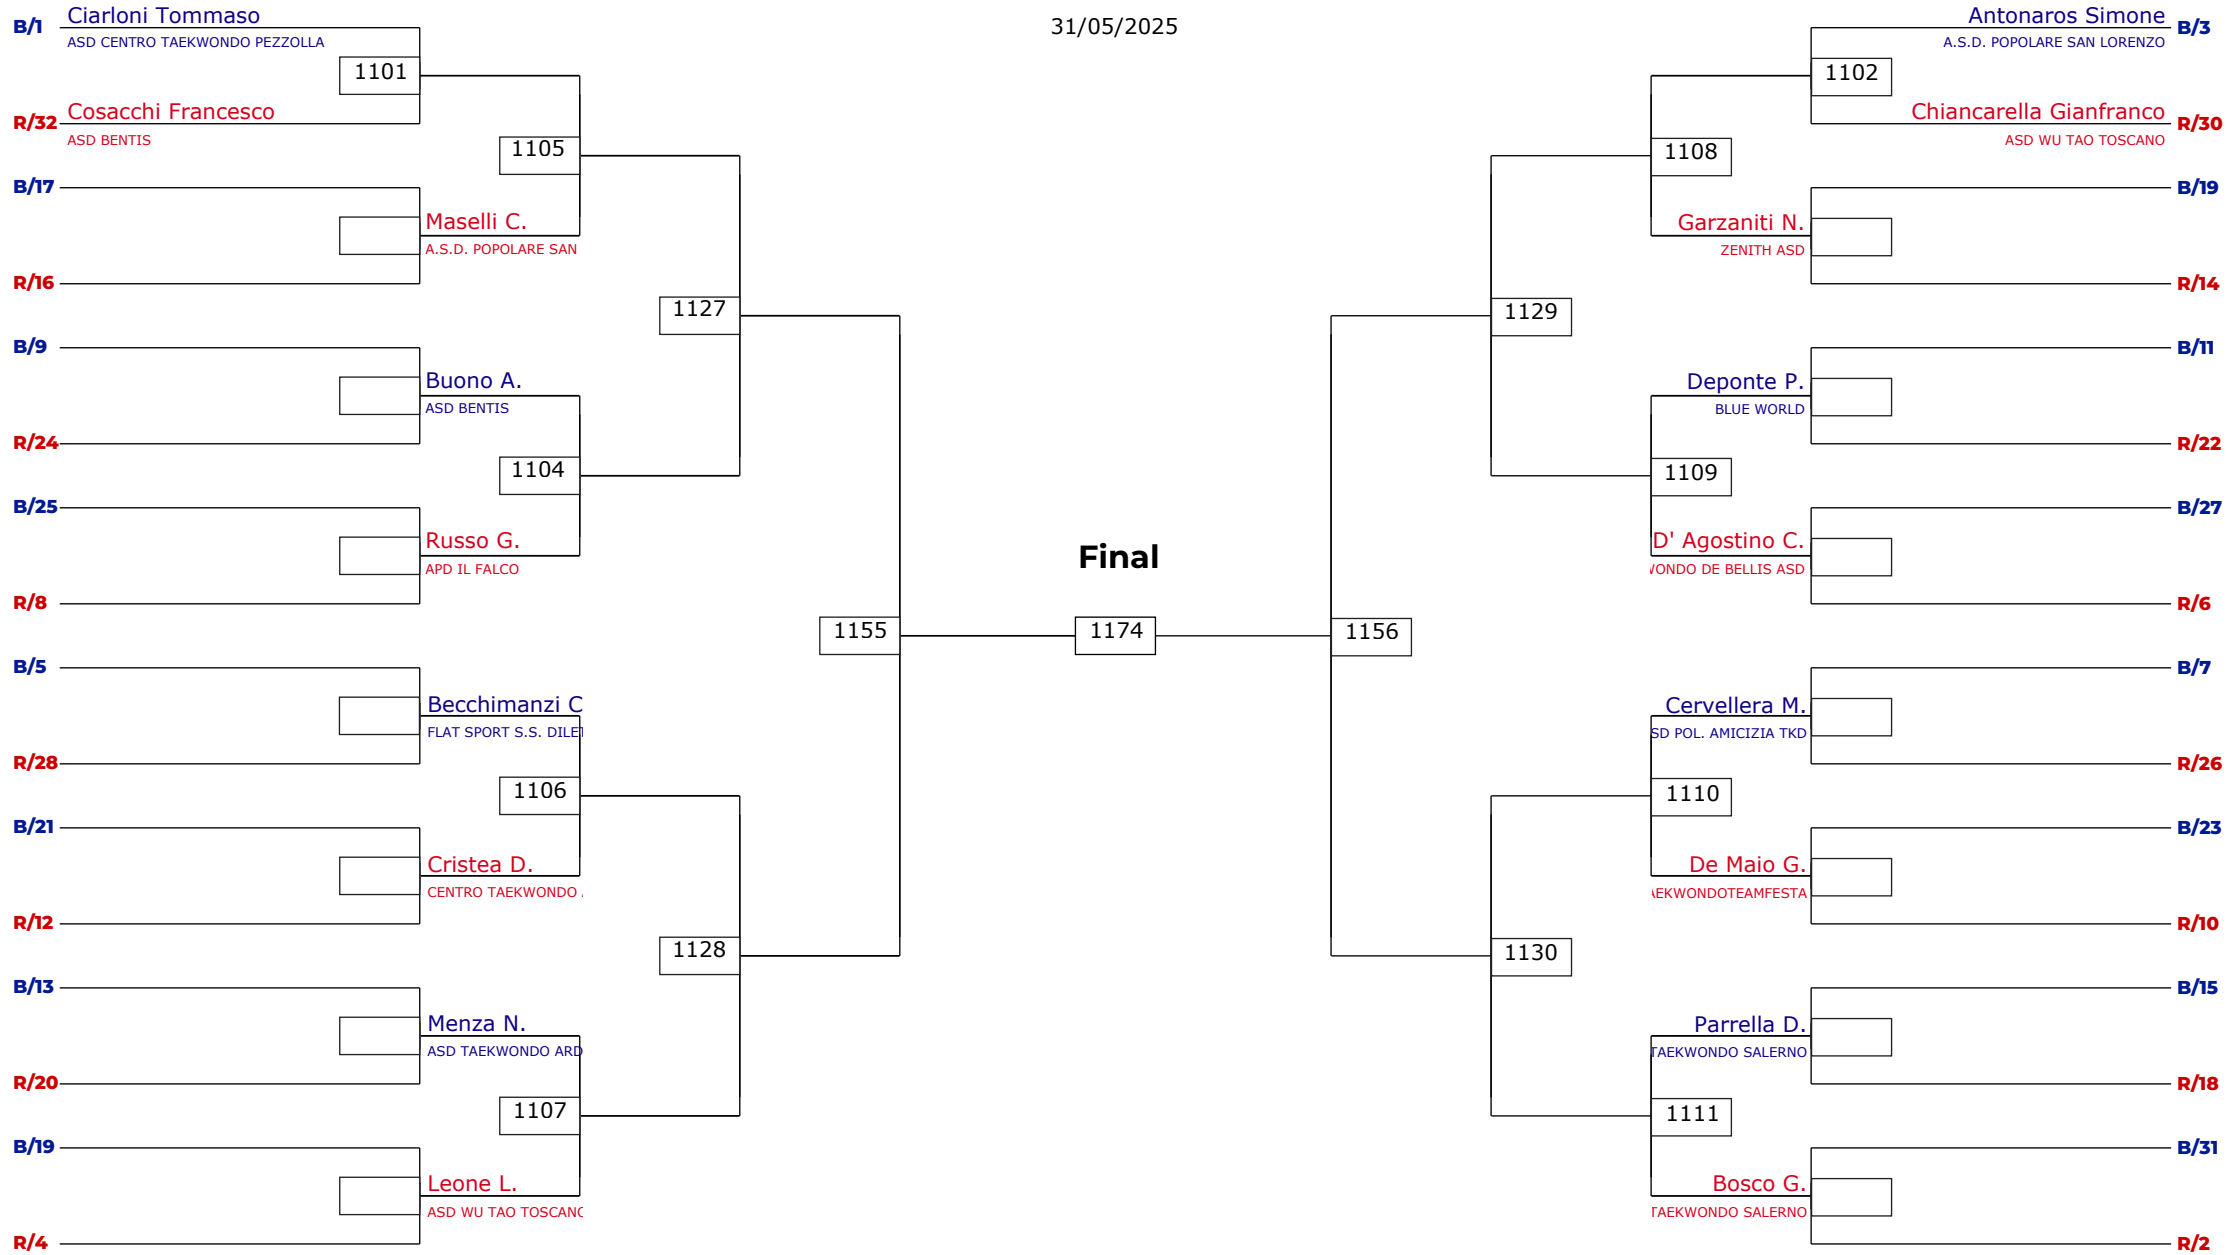 31/05/2025
B/1
Ciarloni Tommaso
ASD CENTRO TAEKWONDO PEZZOLLA
1101
R/32
Cosacchi Francesco
ASD BENTIS
1105
B/17
Maselli C.
A.S.D. POPOLARE SAN
R/16
1127
B/9
Buono A.
ASD BENTIS
R/24
1104
B/25
Russo G.
APD IL FALCO
R/8
1155
B/5
Becchimanzi C
FLAT SPORT S.S. DILET
R/28
1106
B/21
Cristea D.
CENTRO TAEKWONDO
R/12
1128
B/13
Menza N.
ASD TAEKWONDO ARD
R/20
1107
B/19
Leone L.
ASD WU TAO TOSCANO
R/4
Final
1174
Antonaros Simone
B/3
A.S.D. POPOLARE SAN LORENZO
1102
Chiancarella Gianfranco
R/30
ASD WU TAO TOSCANO
1108
B/19
Garzaniti N.
ZENITH ASD
R/14
1129
B/11
Deponte P.
BLUE WORLD
R/22
1109
B/27
D' Agostino C.
WONDO DE BELLIS ASD
R/6
1156
B/7
Cervellera M.
SD POL. AMICIZIA TKD
R/26
1110
B/23
De Maio G.
AEKWONDOTEAMFESTA
R/10
1130
B/15
Parrella D.
TAEKWONDO SALERNO
R/18
1111
B/31
Bosco G.
TAEKWONDO SALERNO
R/2